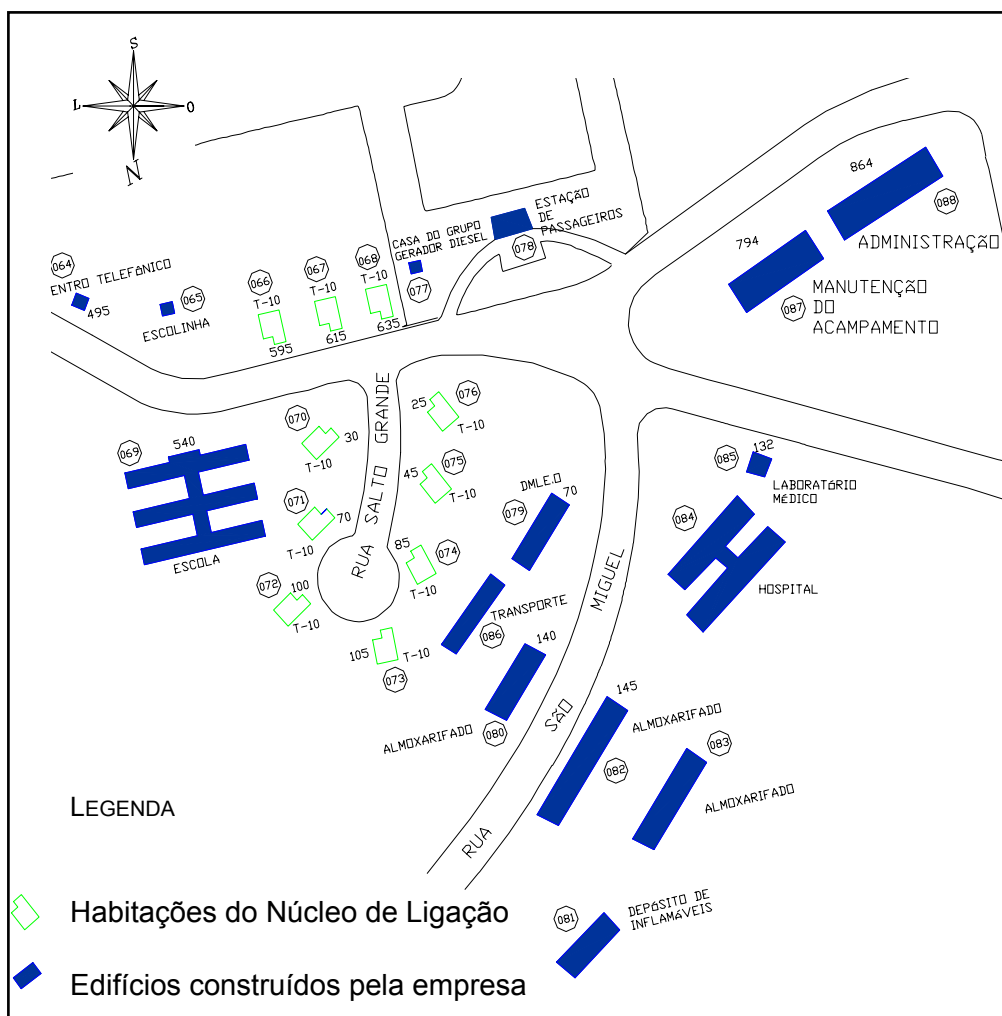 S
L
O
N
864
088
ADMINISTRAÇÃO
794
MANUTENÇÃO
087
DO
ACAMPAMENTO
ESTAÇÃO
DE
PASSAGEIROS
078
CASA DO GRUPO
GERADOR DIESEL
077
064
ENTRO TELEFÓNICO
495
065
ESCOLINHA
066
T-10
595
067
T-10
615
068
T-10
635
069
540
ESCOLA
070
30
T-10
071
70
T-10
072
100
T-10
105
T-10
073
RUA SALTO GRANDE
25
076
T-10
45
075
T-10
85
074
T-10
DMLE.O
079
70
TRANSPORTE
086
140
ALMOXARIFADO
080
RUA SÃO MIGUEL
132
085
LABORATÓRIO
MÉDICO
084
HOSPITAL
145
ALMOXARIFADO
082
083
ALMOXARIFADO
081
DEPÓSITO DE
INFLAMÁVEIS
LEGENDA
Habitações do Núcleo de Ligação
Edifícios construídos pela empresa